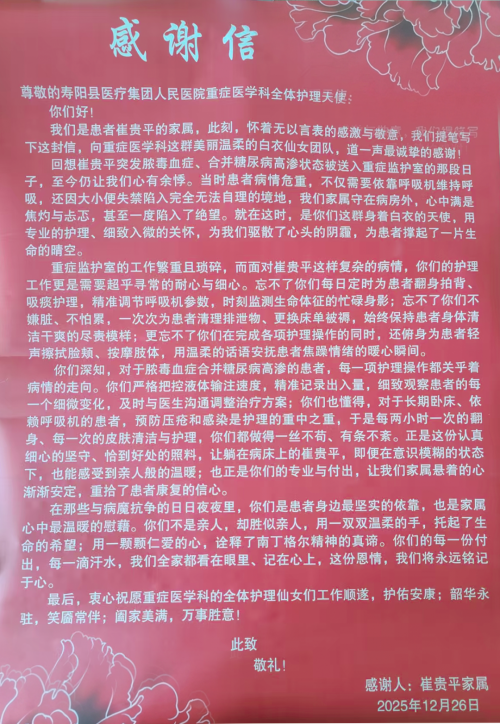 感谢信
尊敬的寿阳县医疗集团人民医院重症医学科全体护理天使：
你们好！
我们是患者崔贵平的家属，此刻，怀着无以言表的感激与敬意，我们提笔写
下这封信，向重症医学科这群美丽温柔的白衣仙女团队，道一声最诚挚的感谢！
回想崔贵平突发脓毒血症、合并糖尿病高渗状态被送入重症监护室的那段日
子，至今仍让我们心有余悸。当时患者病情危重，不仅需要依靠呼吸机维持呼
吸，还因大小便失禁陷入完全无法自理的境地，我们家属守在病房外，心中满是
焦灼与忐忑，甚至一度陷入了绝望。就在这时，是你们这群身着白衣的天使，用
专业的护理、细致入微的关怀，为我们驱散了心头的阴霾，为患者撑起了一片生
命的晴空。
重症监护室的工作繁重且琐碎，而面对崔贵平这样复杂的病情，你们的护理
工作更是需要超乎寻常的耐心与细心。忘不了你们每日定时为患者翻身拍背、
吸痰护理，精准调节呼吸机参数，时刻监测生命体征的忙碌身影；忘不了你们不
嫌脏、不怕累，一次次为患者清理排泄物、更换床单被褥，始终保持患者身体清
洁干爽的尽责模样；更忘不了你们在完成各项护理操作的同时，还俯身为患者轻
声擦拭脸颊、按摩肢体，用温柔的话语安抚患者焦躁情绪的暖心瞬间。
你们深知，对于脓毒血症合并糖尿病高渗的患者，每一项护理操作都关乎着
病情的走向。你们严格把控液体输注速度，精准记录出入量，细致观察患者的每
一个细微变化，及时与医生沟通调整治疗方案；你们也懂得，对于长期卧床、依
赖呼吸机的患者，预防压疮和感染是护理的重中之重，于是每两小时一次的翻
身、每一次的皮肤清洁与护理，你们都做得一丝不苟、有条不紊。正是这份认真
细心的坚守、恰到好处的照料，让躺在病床上的崔贵平，即便在意识模糊的状态
下，也能感受到亲人般的温暖；也正是你们的专业与付出，让我们家属悬着的心
渐渐安定，重拾了患者康复的信心。
在那些与病魔抗争的日日夜夜里，你们是患者身边最坚实的依靠，也是家属
心中最温暖的慰藉。你们不是亲人，却胜似亲人，用一双双温柔的手，托起了生
命的希望；用一颗颗仁爱的心，诠释了南丁格尔精神的真谛。你们的每一份付
出，每一滴汗水，我们全家都看在眼里、记在心上，这份恩情，我们将永远铭记
于心。
最后，衷心祝愿重症医学科的全体护理仙女们工作顺遂，护佑安康；韶华永
驻，笑靥常伴；阖家美满，万事胜意！
此致
敬礼！
感谢人：崔贵平家属
2025年12月26日